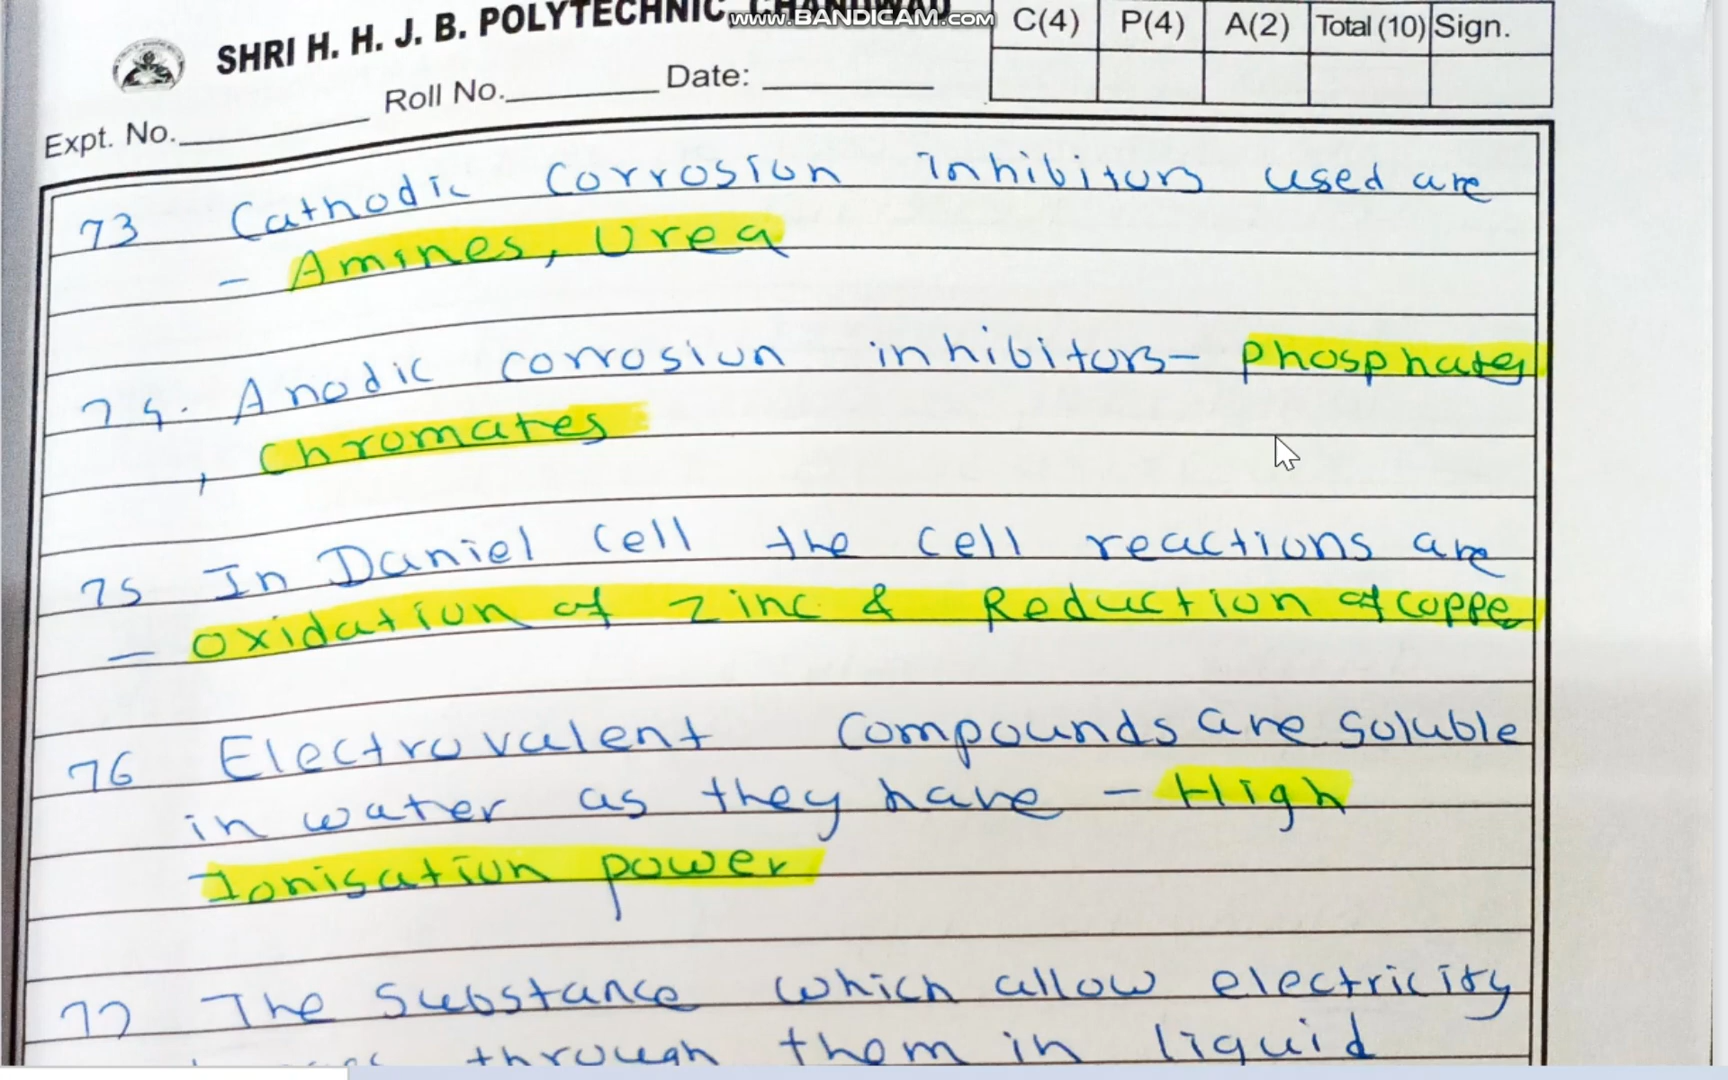 SHRI H. H. J. B. POLYTECHNIC, CHANDWAD
www.BANDICAM.com
C(4) P(4) A(2) Total (10) Sign.
Expt. No. Roll No. Date:
73 Cathodic Corrosion inhibitors used are
- Amines, Urea
74. Anodic corrosion inhibitors- phosphates
, Chromates
75 In Daniel Cell the Cell reactions are
- oxidation of Zinc & Reduction of coppe
76 Electrovalent Compounds are soluble
in water as they have - High
Ionisation power
77 The Substance which allow electricity
through them in liquid